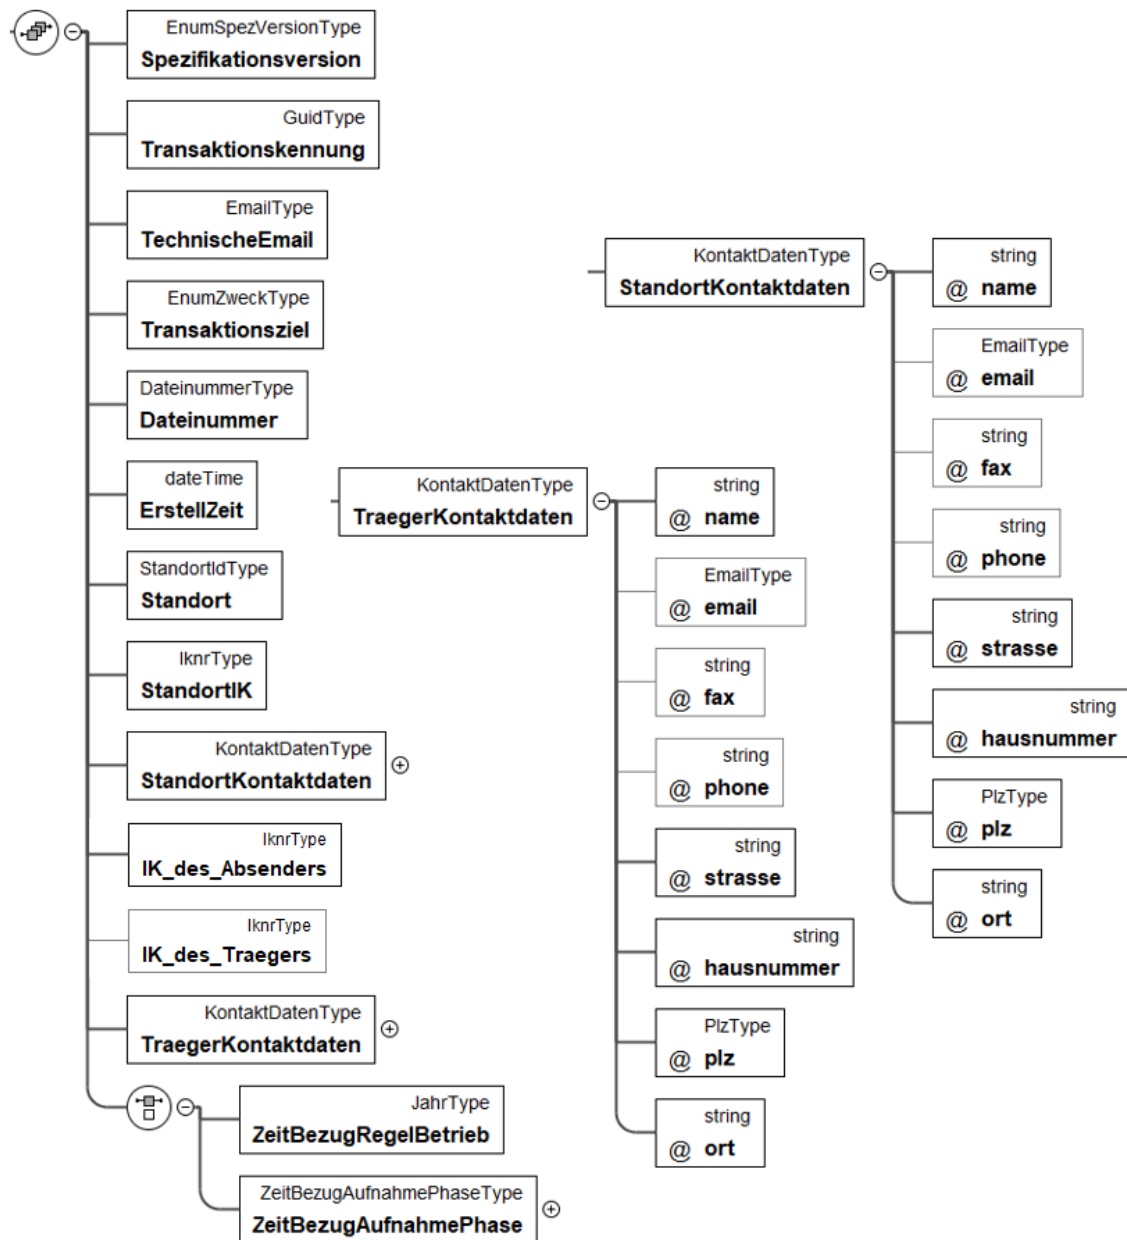 EnumSpezVersionType
Spezifikationsversion
GuidType
Transaktionskennung
EmailType
TechnischeEmail
EnumZweckType
Transaktionsziel
DateinummerType
Dateinummer
dateTime
ErstellZeit
StandortIdType
Standort
IknrType
StandortIK
KontaktDatenType
StandortKontaktdaten
IknrType
IK_des_Absenders
IknrType
IK_des_Traegers
KontaktDatenType
TraegerKontaktdaten
JahrType
ZeitBezugRegelBetrieb
ZeitBezugAufnahmePhaseType
ZeitBezugAufnahmePhase
KontaktDatenType
TraegerKontaktdaten
string
@ name
EmailType
@ email
string
@ fax
string
@ phone
string
@ strasse
string
@ hausnummer
PlzType
@ plz
string
@ ort
KontaktDatenType
StandortKontaktdaten
string
@ name
EmailType
@ email
string
@ fax
string
@ phone
string
@ strasse
string
@ hausnummer
PlzType
@ plz
string
@ ort